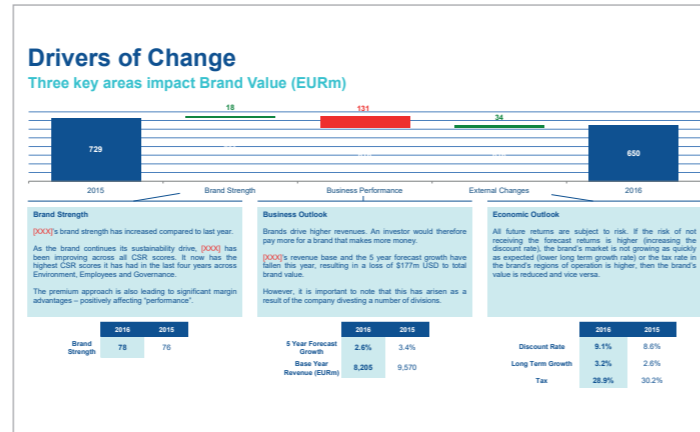 Drivers of Change
Three key areas impact Brand Value (EURm)
18
131
34
729
650
2015
Brand Strength
Business Performance
External Changes
2016
Brand Strength
[XXX]'s brand strength has increased compared to last year.
As the brand continues its sustainability drive, [XXX] has
been improving across all CSR scores. It now has the
highest CSR scores it has had in the last four years across
Environment, Employees and Governance.
The premium approach is also leading to significant margin
advantages – positively affecting "performance".
2016 2015
Brand
Strength
78 76
Business Outlook
Brands drive higher revenues. An investor would therefore
pay more for a brand that makes more money.
[XXX]'s revenue base and the 5 year forecast growth have
fallen this year, resulting in a loss of $177m USD to total
brand value.
However, it is important to note that this has arisen as a
result of the company divesting a number of divisions.
2016 2015
5 Year Forecast
Growth
2.6% 3.4%
Base Year
Revenue (EURm)
8,205 9,570
Economic Outlook
All future returns are subject to risk. If the risk of not
receiving the forecast returns is higher (increasing the
discount rate), the brand's market is not growing as quickly
as expected (lower long term growth rate) or the tax rate in
the brand's regions of operation is higher, then the brand's
value is reduced and vice versa.
2016 2015
Discount Rate 9.1% 8.6%
Long Term Growth 3.2% 2.6%
Tax 28.9% 30.2%